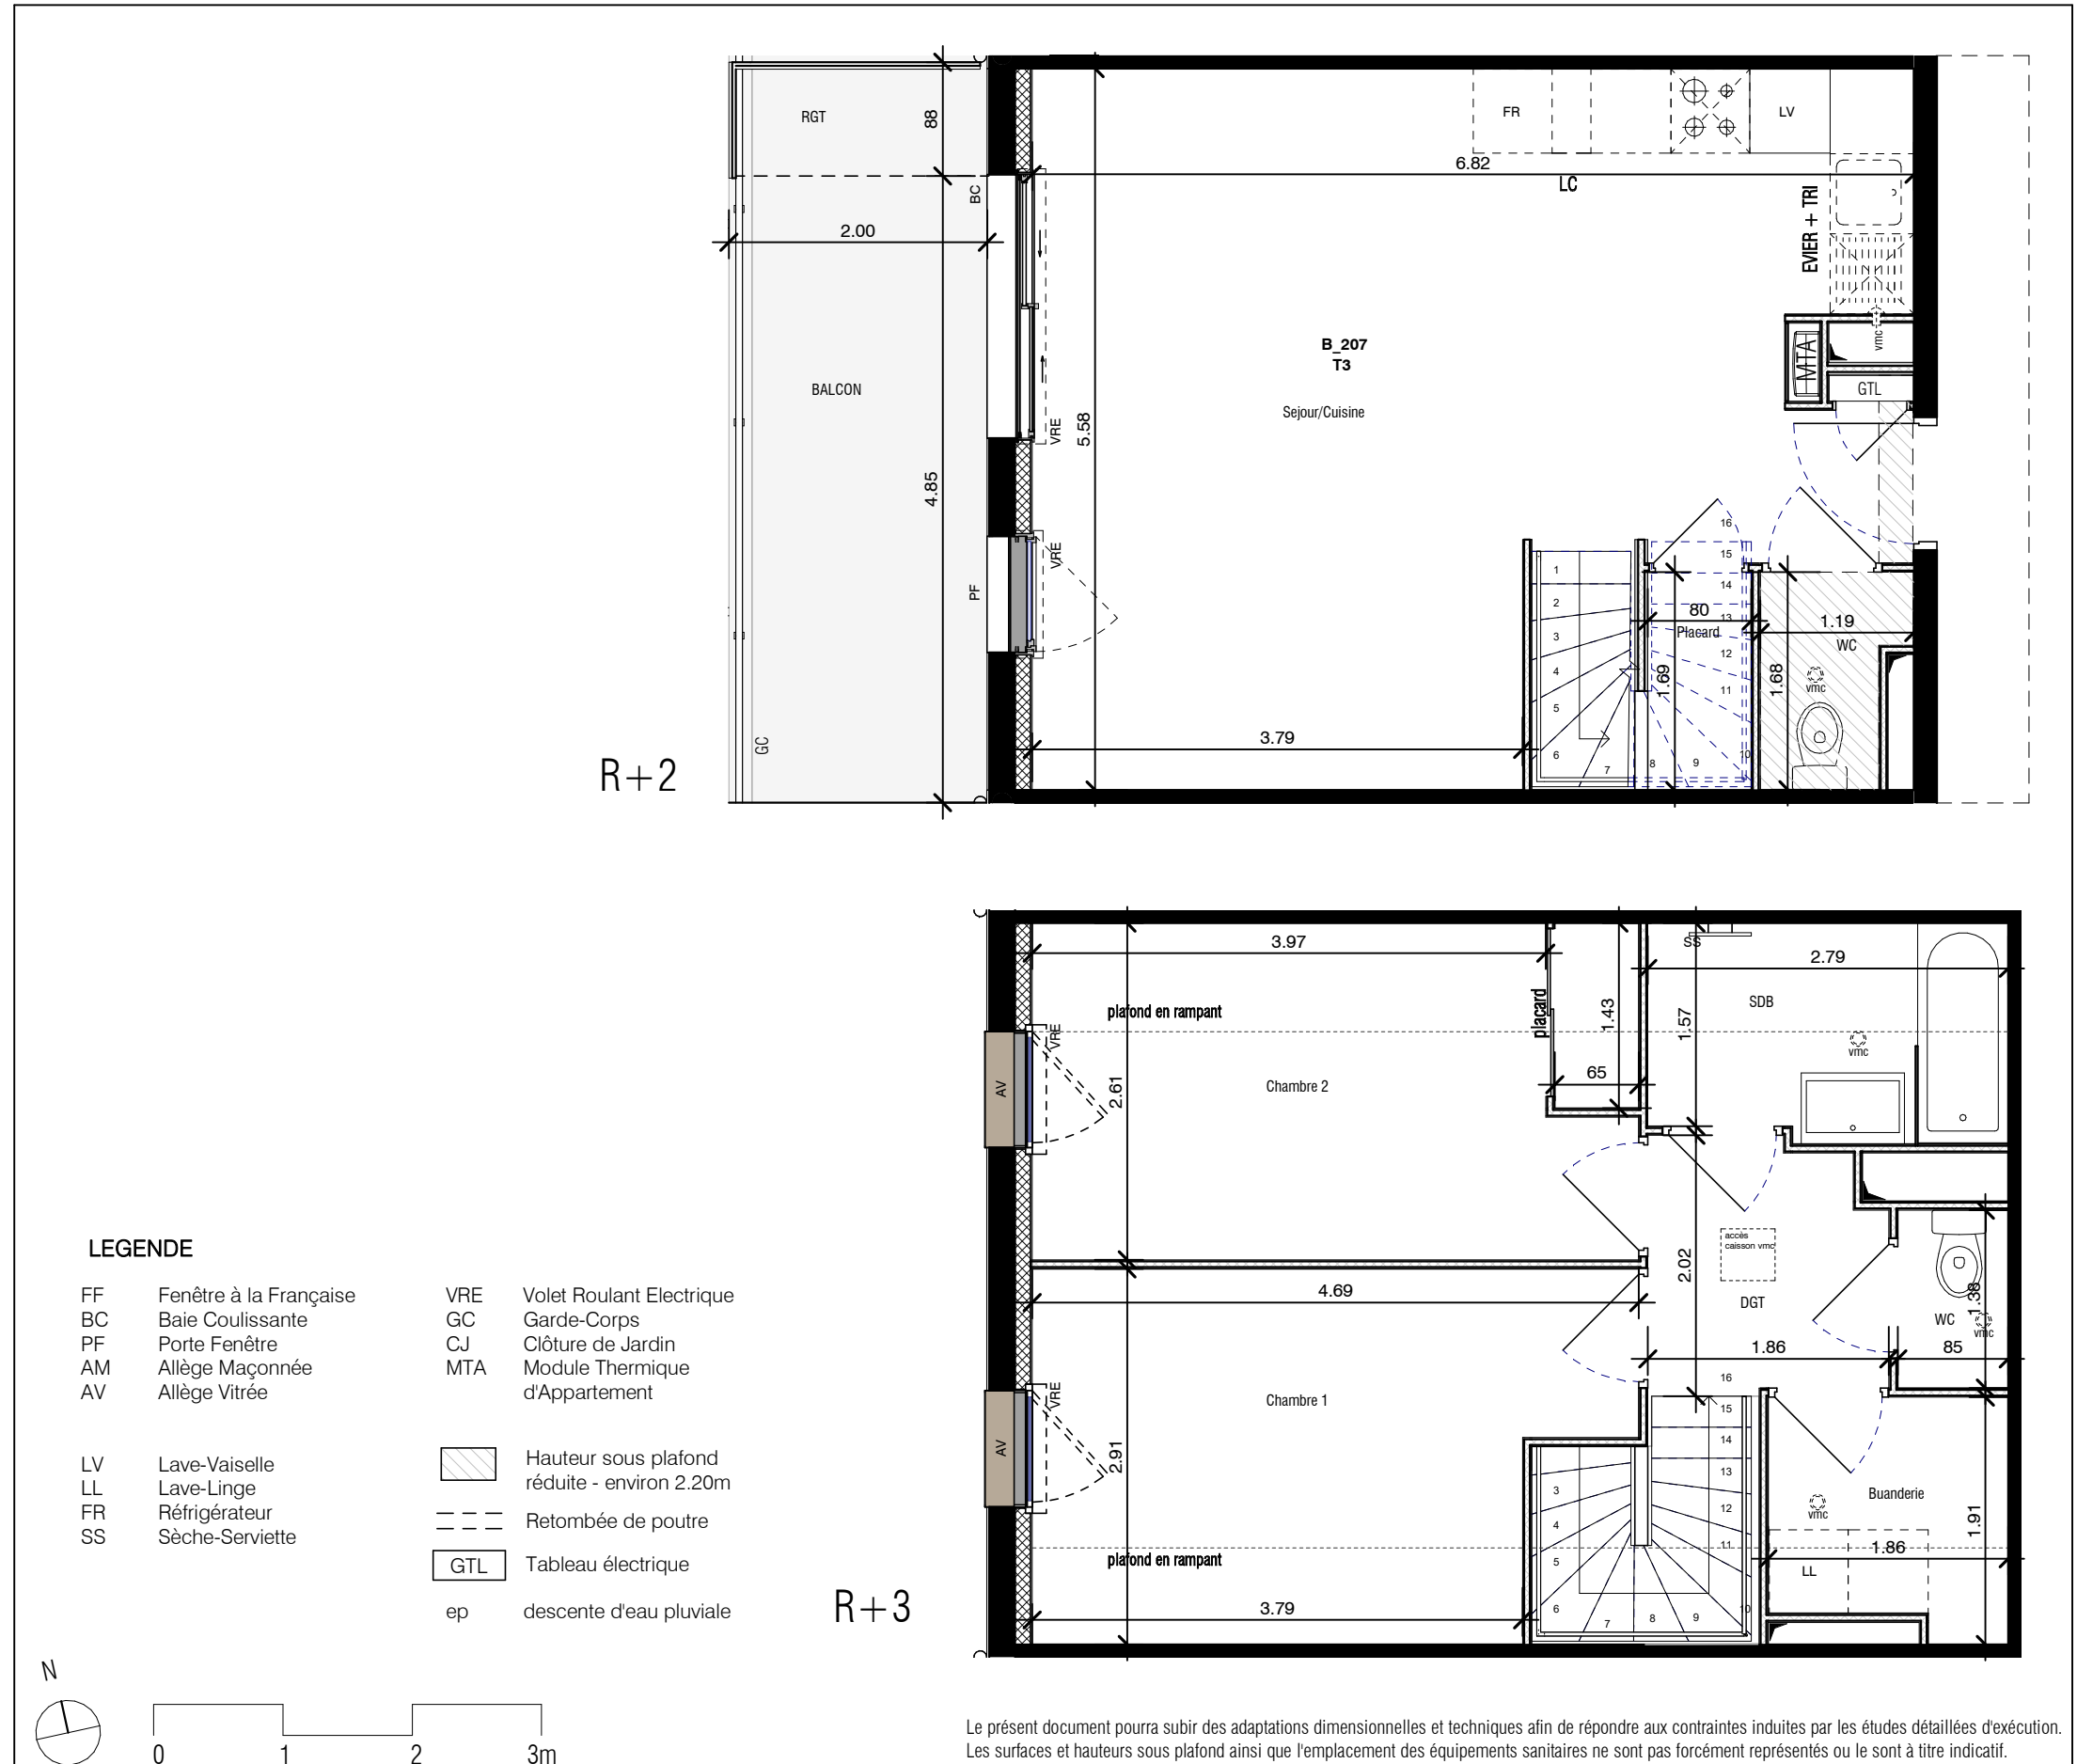 RGT
88
FR
LV
6.82
LC
BC
2.00
EVIER + TRI
B_207
T3
vmc
MTA
GTL
BALCON
Sejour/Cuisine
VRE
5.58
4.85
VRE
PF
16
15
14
13
12
11
10
9
8
7
6
5
4
3
2
1
80
Placard
1.69
1.68
1.19
WC
vmc
3.79
GC
R+2
3.97
SS
2.79
placard
1.43
1.57
SDB
plafond en rampant
VRE
vmc
65
AV
2.61
Chambre 2
accès
caisson vmc
2.02
4.69
DGT
1.38
WC
vmc
1.86
85
VRE
Chambre 1
AV
2.91
16
15
14
13
12
11
10
9
8
7
6
5
4
3
Buanderie
vmc
1.91
1.86
LL
plafond en rampant
3.79
R+3
LEGENDE
FF Fenêtre à la Française
BC Baie Coulissante
PF Porte Fenêtre
AM Allège Maçonnée
AV Allège Vitrée
LV Lave-Vaiselle
LL Lave-Linge
FR Réfrigérateur
SS Sèche-Serviette
VRE Volet Roulant Electrique
GC Garde-Corps
CJ Clôture de Jardin
MTA Module Thermique
d'Appartement
Hauteur sous plafond
réduite - environ 2.20m
Retombée de poutre
GTL Tableau électrique
ep descente d'eau pluviale
N
0 1 2 3m
Le présent document pourra subir des adaptations dimensionnelles et techniques afin de répondre aux contraintes induites par les études détaillées d'exécution.
Les surfaces et hauteurs sous plafond ainsi que l'emplacement des équipements sanitaires ne sont pas forcément représentés ou le sont à titre indicatif.